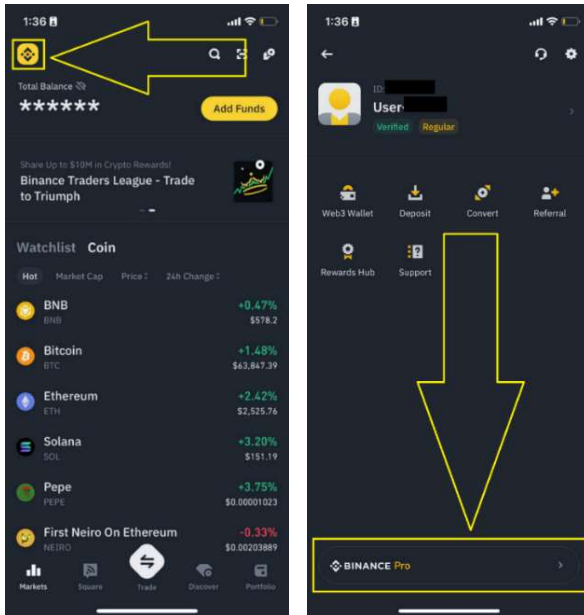 1:36
Total Balance
******
Add Funds
Share Up to $10M in Crypto Rewards!
Binance Traders League - Trade
to Triumph
Watchlist Coin
Hot Market Cap Price 24h Change
BNB +0.47%
BNB $578.2
Bitcoin +1.48%
BTC $63,847.39
Ethereum +2.42%
ETH $2,525.76
Solana +3.20%
SOL $151.19
Pepe +3.75%
PEPE $0.00001023
First Neiro On Ethereum -0.33%
NEIRO $0.00203889
Markets Square Trade Discover Portfolio
1:36
ID:
User-
Verified Regular
Web3 Wallet Deposit Convert Referral
Rewards Hub Support
BINANCE Pro